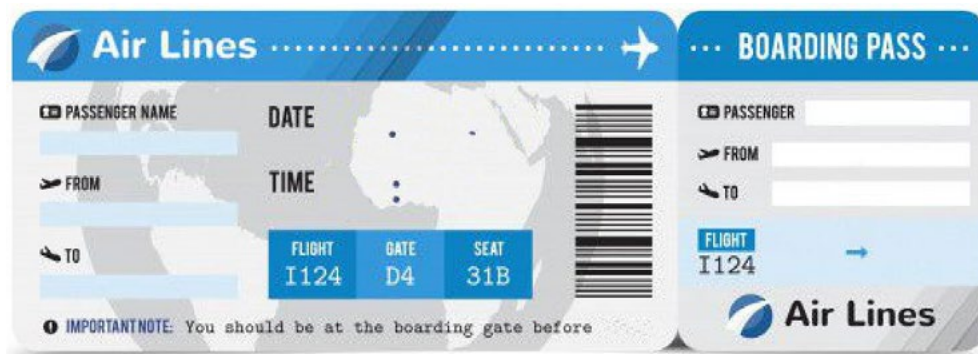 Air Lines
PASSENGER NAME
FROM
TO
DATE
TIME
FLIGHT GATE SEAT
I124 D4 31B
IMPORTANT NOTE: You should be at the boarding gate before
BOARDING PASS
PASSENGER
FROM
TO
FLIGHT
I124
Air Lines